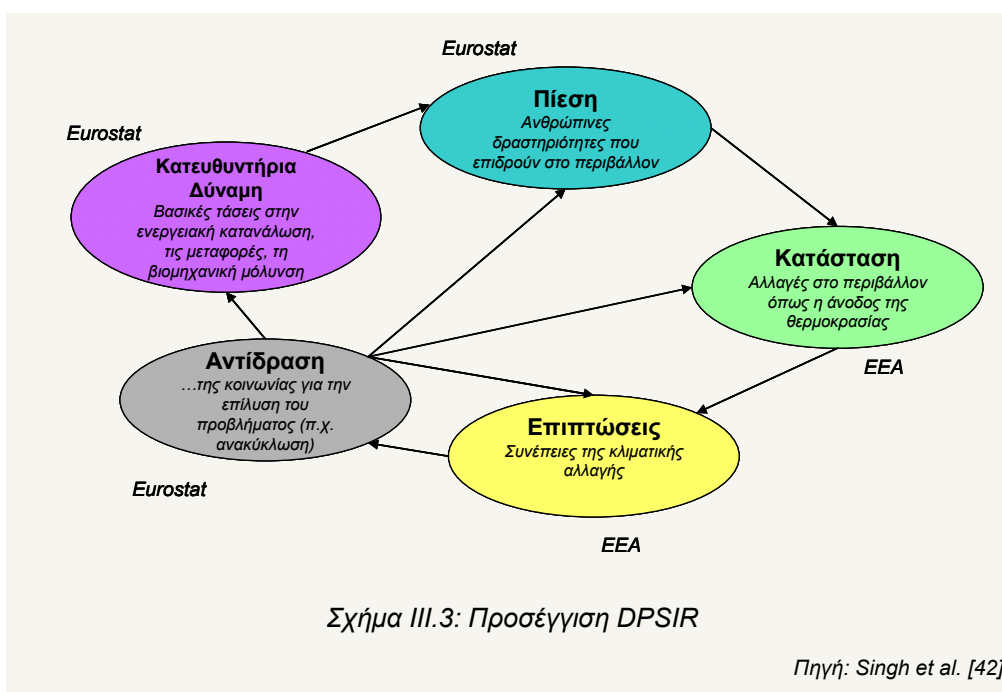 Eurostat
Πίεση
Ανθρώπινες
δραστηριότητες που
επιδρούν στο περιβάλλον
Eurostat
Κατευθυντήρια
Δύναμη
Βασικές τάσεις στην
ενεργειακή κατανάλωση,
τις μεταφορές, τη
βιομηχανική μόλυνση
Κατάσταση
Αλλαγές στο περιβάλλον
όπως η άνοδος της
θερμοκρασίας
EEA
Αντίδραση
…της κοινωνίας για την
επίλυση του
προβλήματος (π.χ.
ανακύκλωση)
Eurostat
Επιπτώσεις
Συνέπειες της κλιματικής
αλλαγής
EEA
Σχήμα III.3: Προσέγγιση DPSIR
Πηγή: Singh et al. [42]